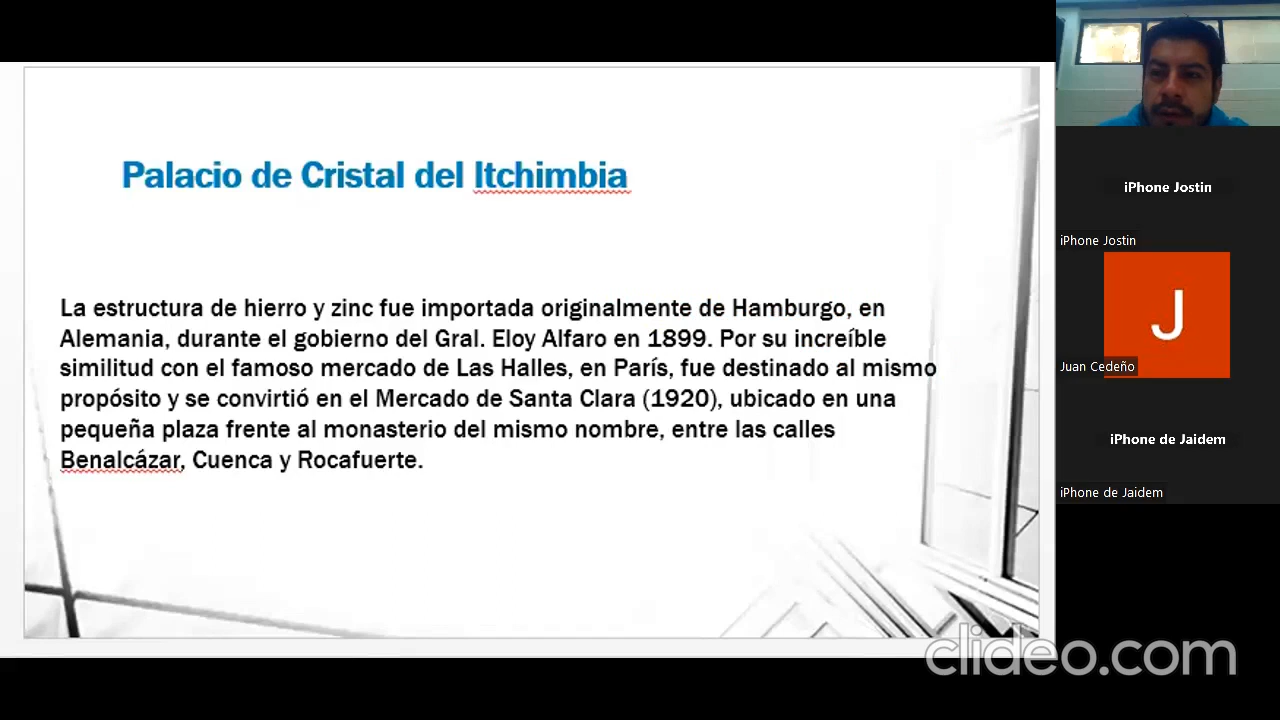 Palacio de Cristal del Itchimbia
La estructura de hierro y zinc fue importada originalmente de Hamburgo, en
Alemania, durante el gobierno del Gral. Eloy Alfaro en 1899. Por su increíble
similitud con el famoso mercado de Las Halles, en París, fue destinado al mismo
propósito y se convirtió en el Mercado de Santa Clara (1920), ubicado en una
pequeña plaza frente al monasterio del mismo nombre, entre las calles
Benalcázar, Cuenca y Rocafuerte.
iPhone Jostin
iPhone Jostin
J
Juan Cedeño
iPhone de Jaidem
iPhone de Jaidem
clideo.com